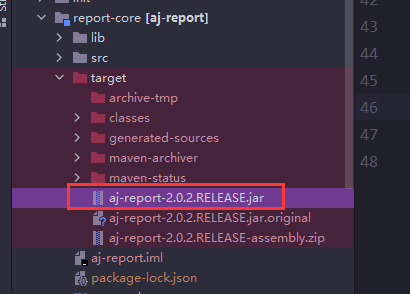 42
report-core [aj-report]
43
lib
44
src
45
target
archive-tmp
46
classes
47
generated-sources
maven-archiver
48
maven-status
aj-report-2.0.2.RELEASE.jar
aj-report-2.0.2.RELEASE.jar.original
aj-report-2.0.2.RELEASE-assembly.zip
aj-report.iml
package-lock.json